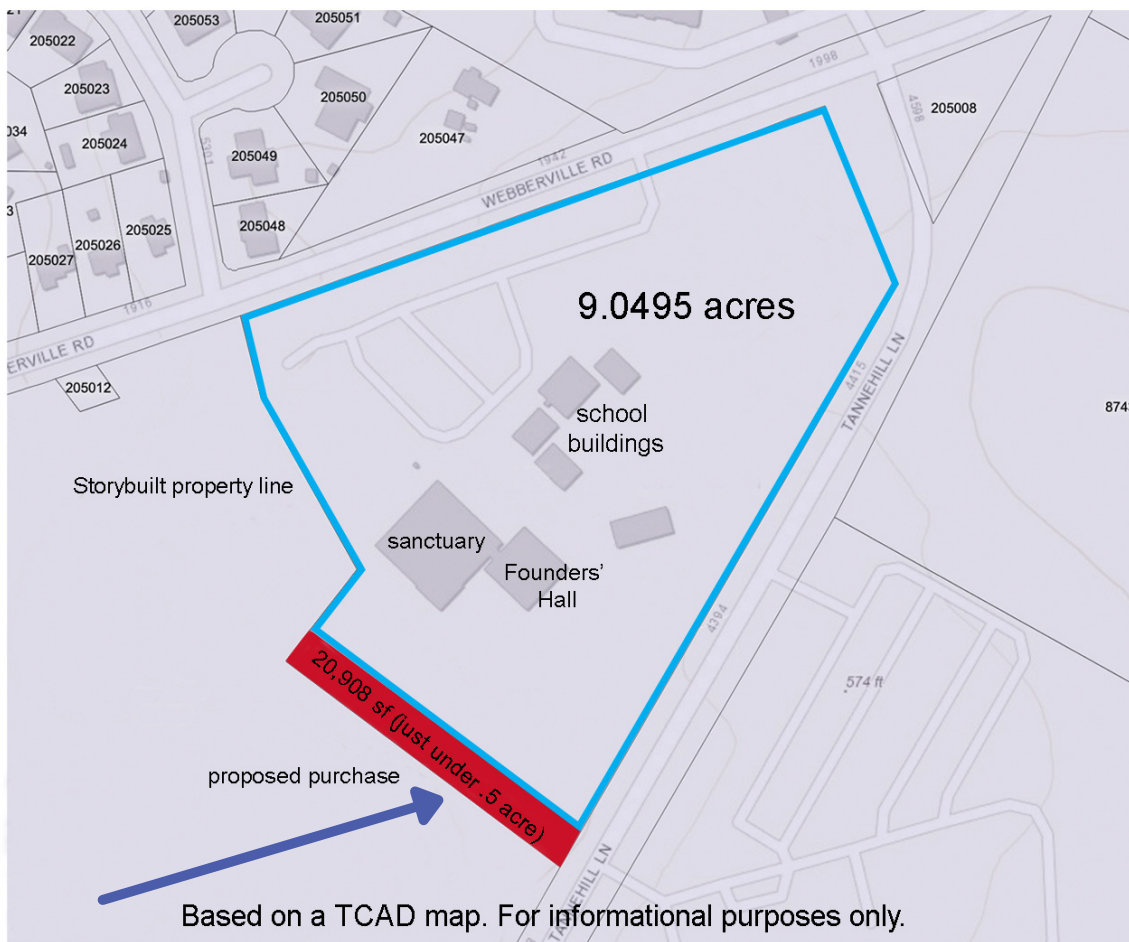 205053
205051
205022
1998
205023
205050
205008
4598
205024
205047
205049
5301
1942
WEBBERVILLE RD
205048
205025
205026
205027
9.0495 acres
1916
ERVILLE RD
205012
4415
TANNEHILL LN
school
buildings
Storybuilt property line
sanctuary
Founders’
Hall
4394
574 ft
20,908 sf (just under .5 acre)
proposed purchase
TANNEHILL LN
Based on a TCAD map. For informational purposes only.